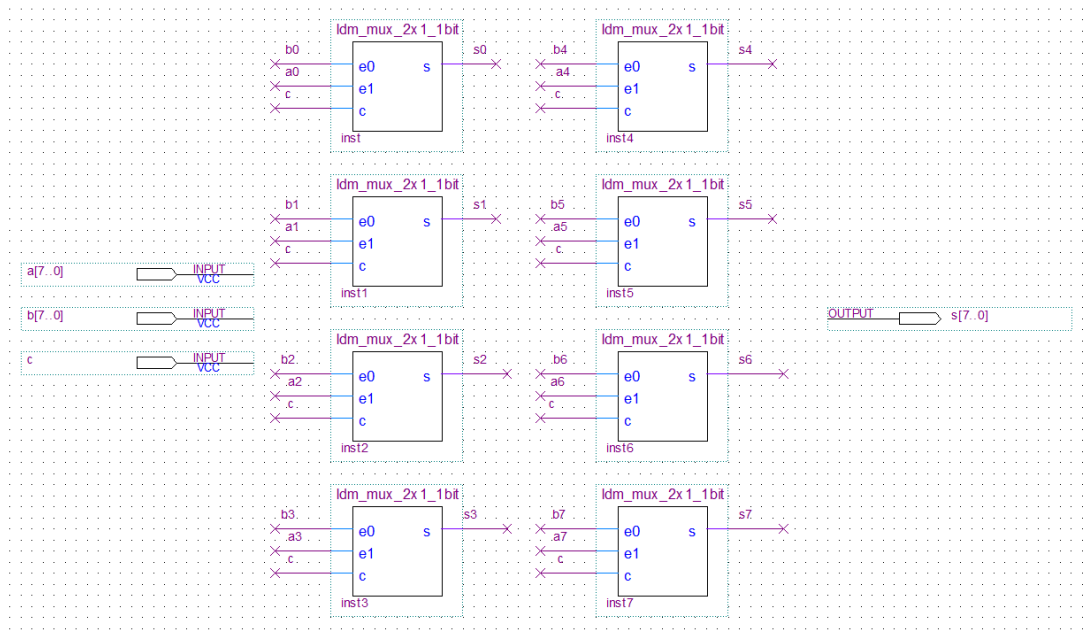 a[7..0]
INPUT
VCC
b[7..0]
INPUT
VCC
c
INPUT
VCC
ldm_mux_2x1_1bit
b0
a0
c
e0
e1
c
s
s0
inst
ldm_mux_2x1_1bit
b1
a1
c
e0
e1
c
s
s1
inst1
ldm_mux_2x1_1bit
b2
a2
c
e0
e1
c
s
s2
inst2
ldm_mux_2x1_1bit
b3
a3
c
e0
e1
c
s
s3
inst3
ldm_mux_2x1_1bit
b4
a4
c
e0
e1
c
s
s4
inst4
ldm_mux_2x1_1bit
b5
a5
c
e0
e1
c
s
s5
inst5
ldm_mux_2x1_1bit
b6
a6
c
e0
e1
c
s
s6
inst6
ldm_mux_2x1_1bit
b7
a7
c
e0
e1
c
s
s7
inst7
OUTPUT
s[7..0]